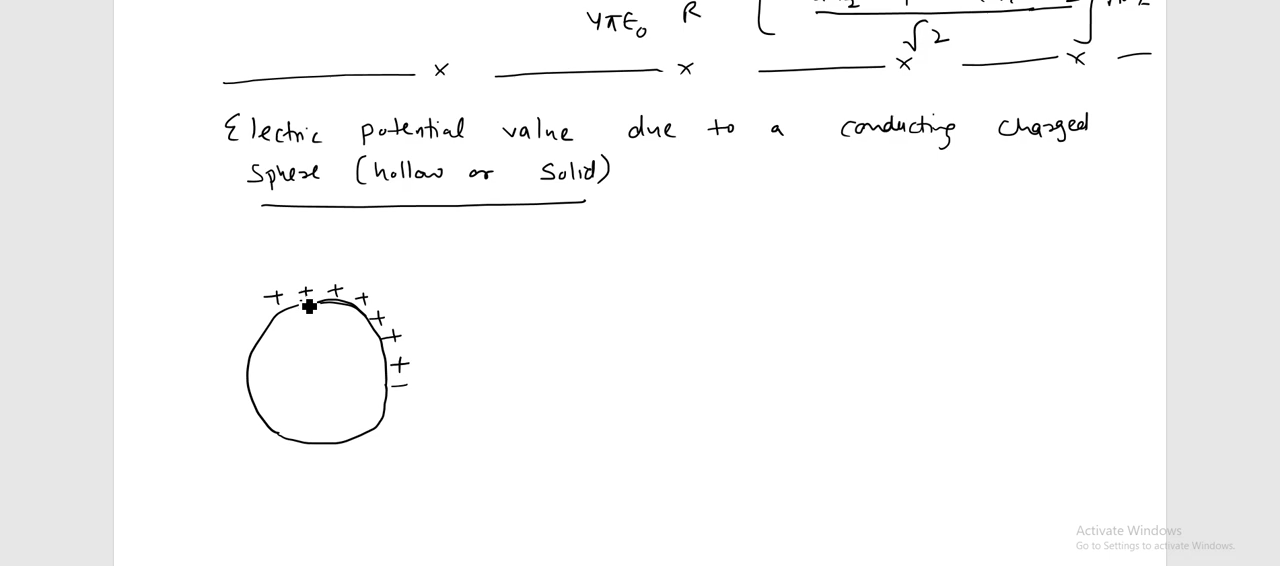 4πε₀ R √2
x x x x
Electric potential value due to a conducting charged
Sphere (hollow or Solid)
+ + + +
+
+
+
−
Activate Windows
Go to Settings to activate Windows.